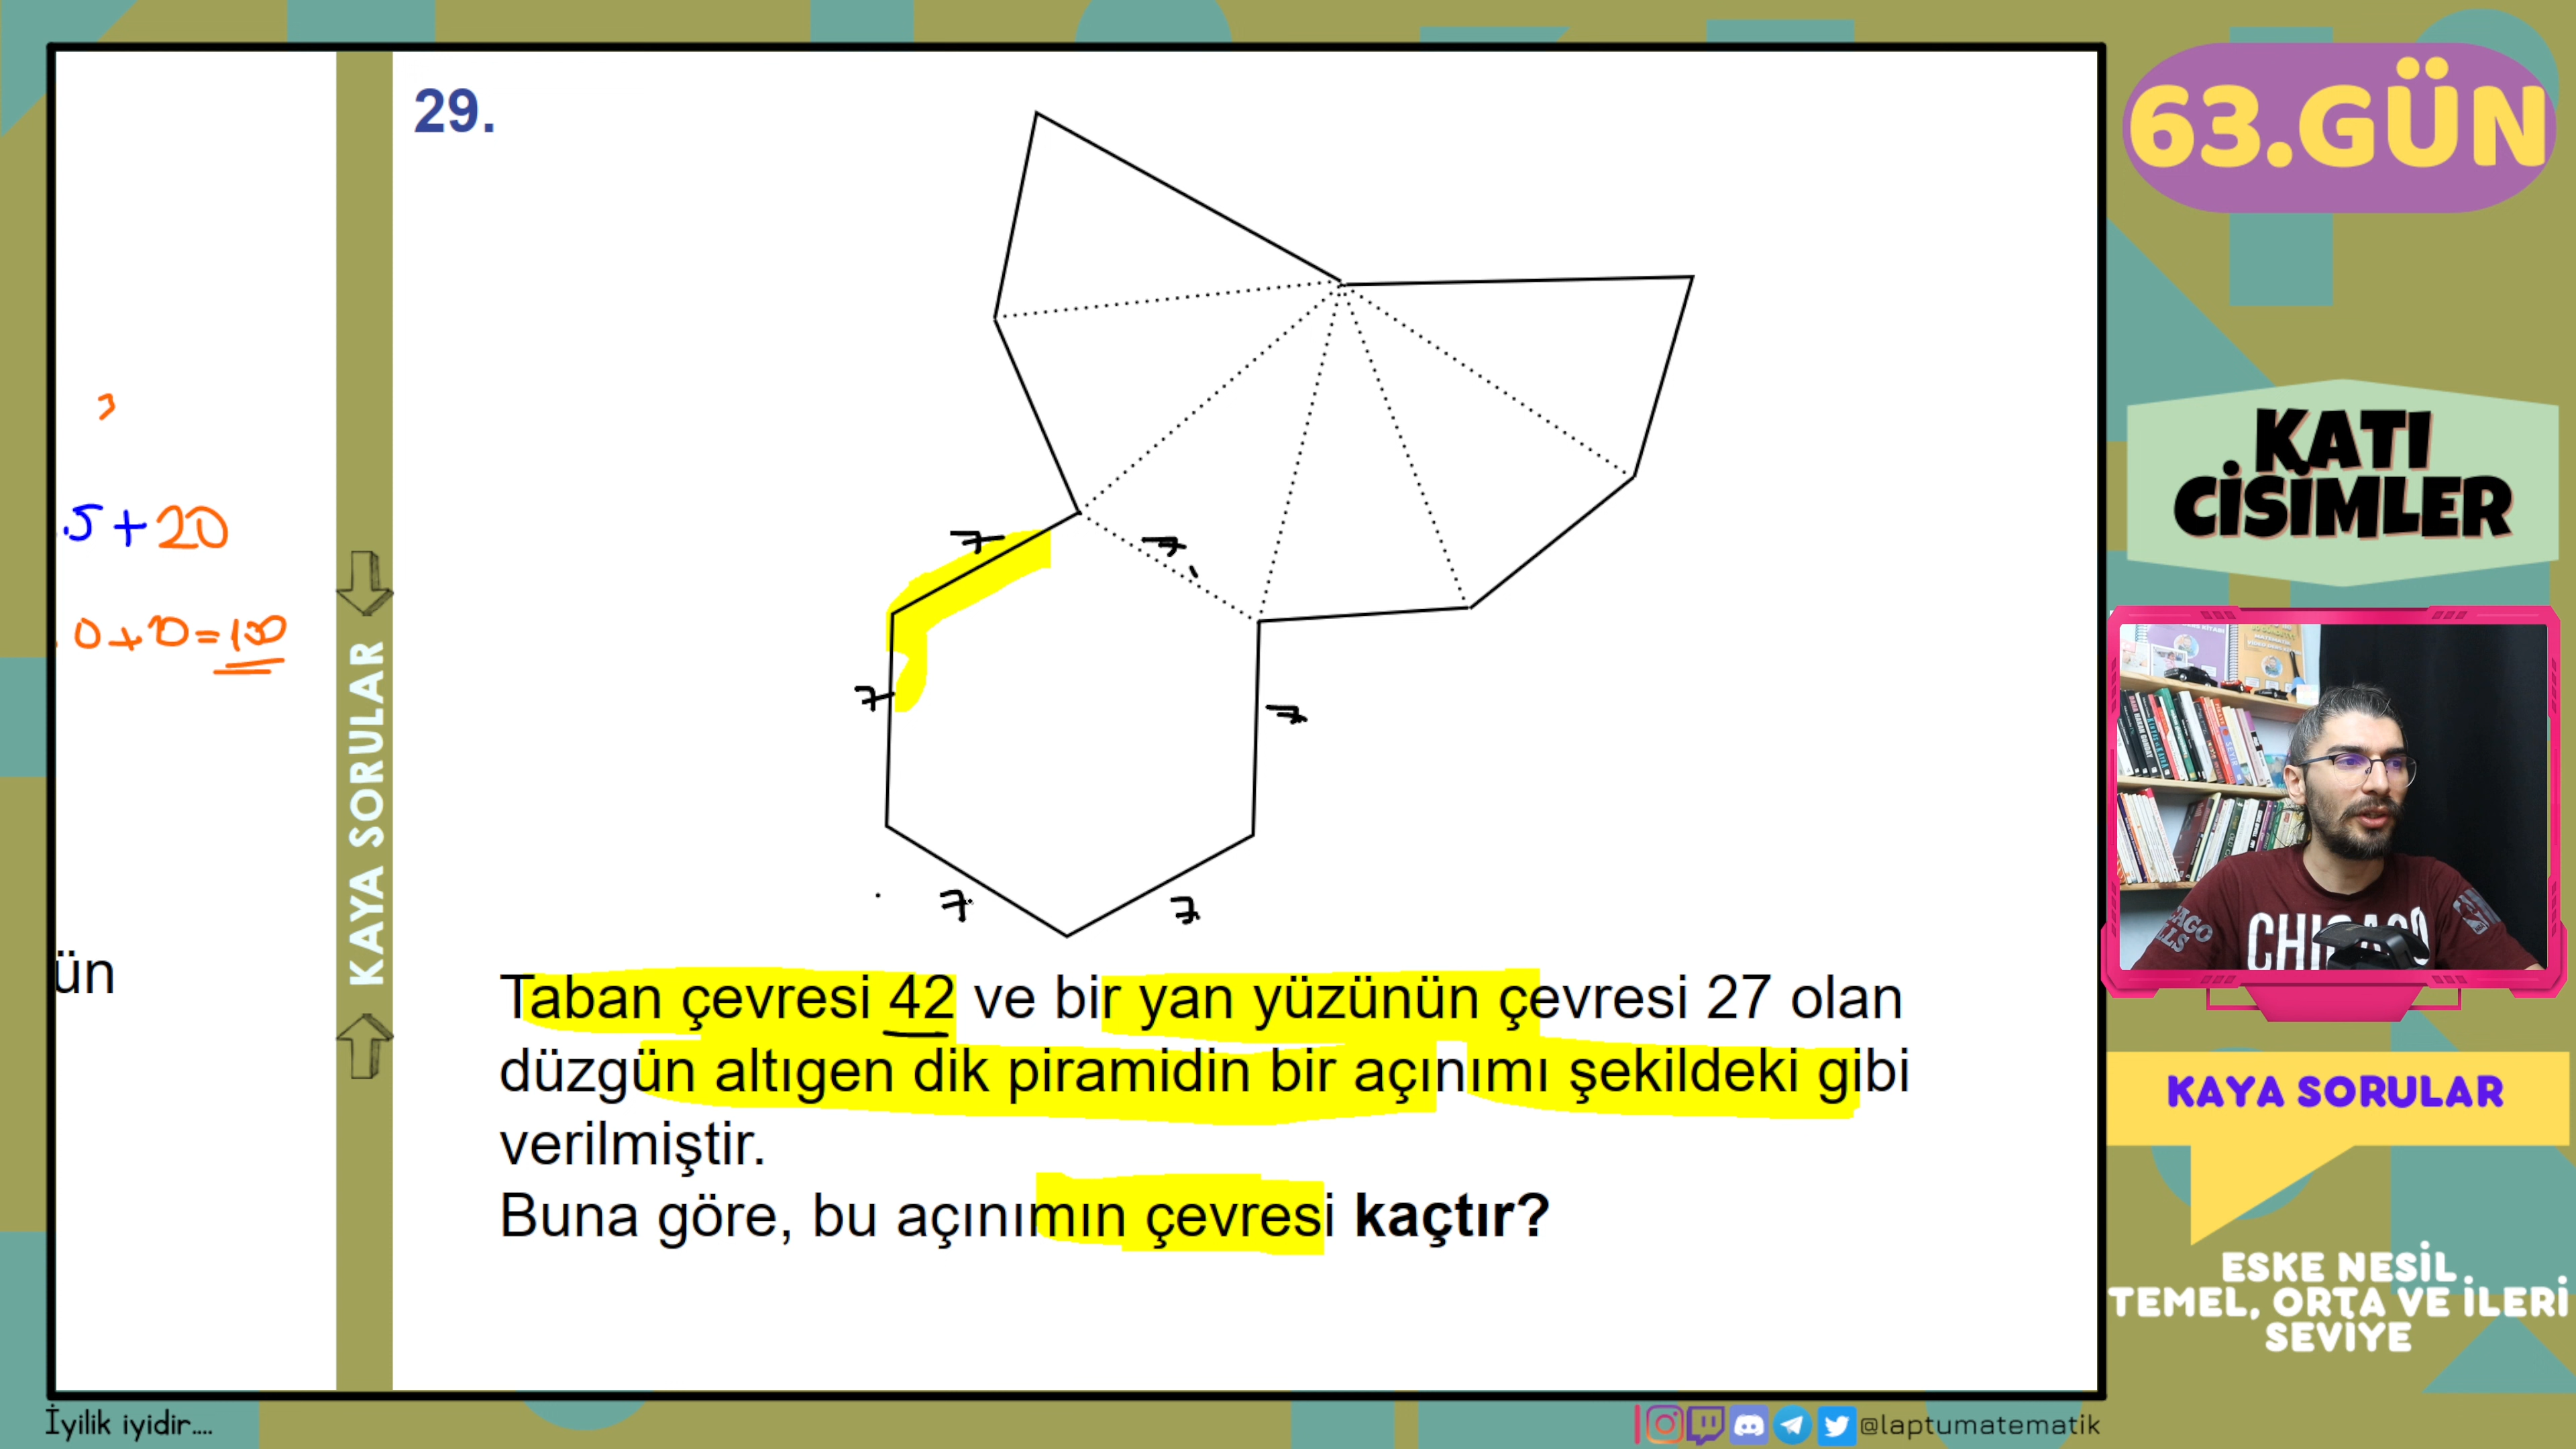 63.GÜN
29.
5+20
0+20=130
7
7
7
7
7
7
KAYA SORULAR
ün
Taban çevresi 42 ve bir yan yüzünün çevresi 27 olan
düzgün altıgen dik piramidin bir açınımı şekildeki gibi
verilmiştir.
Buna göre, bu açınımın çevresi kaçtır?
KATI
CİSİMLER
KAYA SORULAR
ESKE NESİL
TEMEL, ORTA VE İLERİ
SEVİYE
İyilik iyidir....
@laptumatematik